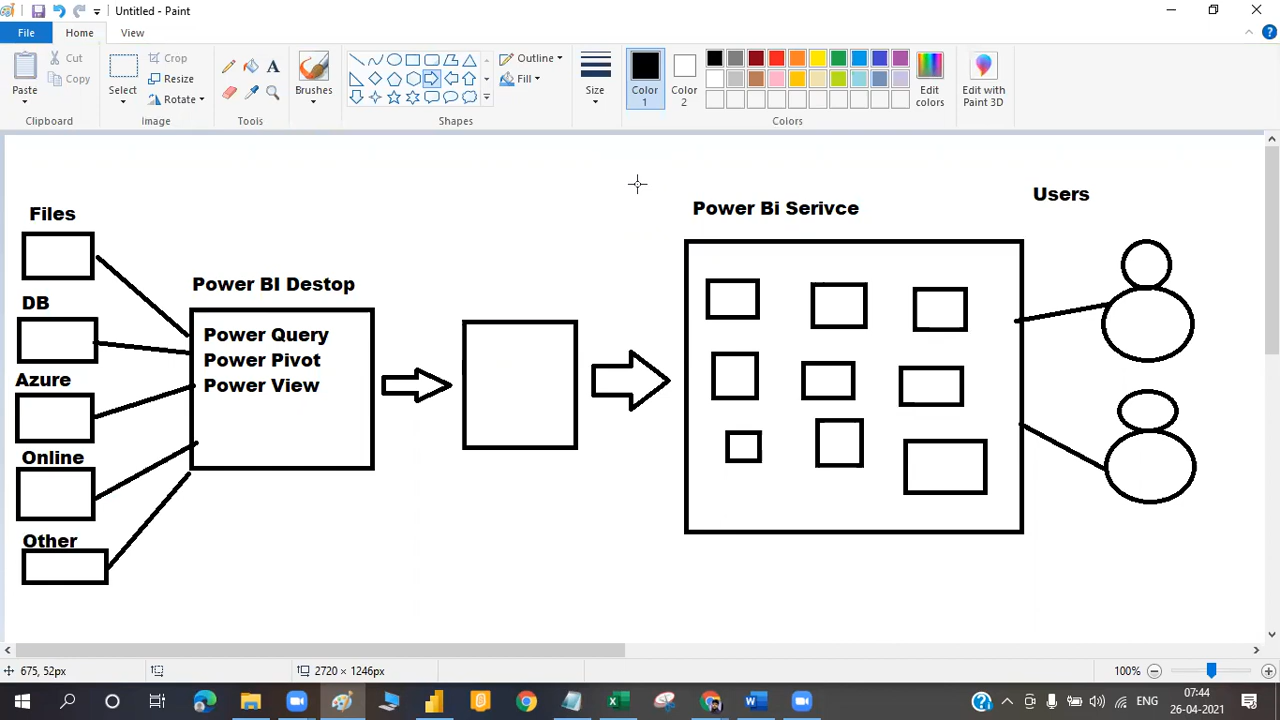 Untitled - Paint
File
Home
View
Paste
Cut
Copy
Clipboard
Select
Crop
Resize
Rotate
Image
A
Tools
Brushes
Outline
Fill
Shapes
Size
Color 1
Color 2
Edit colors
Edit with Paint 3D
Colors
Files
DB
Azure
Online
Other
Power BI Destop
Power Query
Power Pivot
Power View
Power Bi Serivce
Users
675, 52px
2720 × 1246px
100%
ENG
07:44
26-04-2021